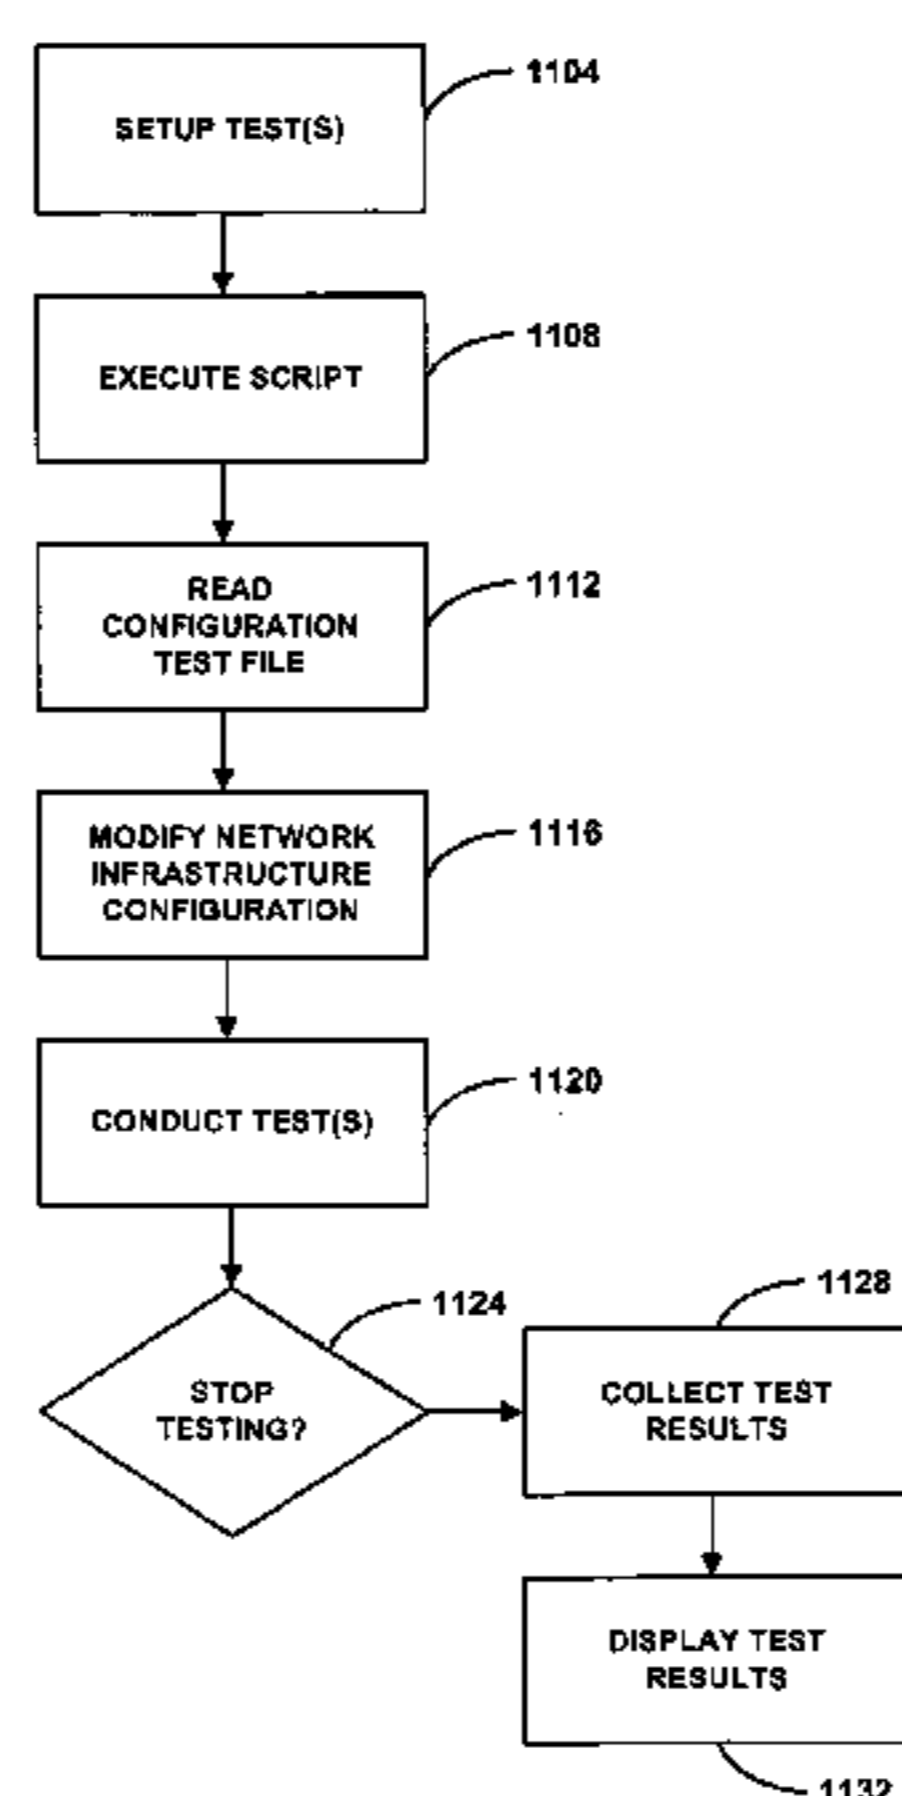 SETUP TEST(S)
1104
EXECUTE SCRIPT
1108
READ
CONFIGURATION
TEST FILE
1112
MODIFY NETWORK
INFRASTRUCTURE
CONFIGURATION
1116
CONDUCT TEST(S)
1120
STOP
TESTING?
1124
COLLECT TEST
RESULTS
1128
DISPLAY TEST
RESULTS
1132